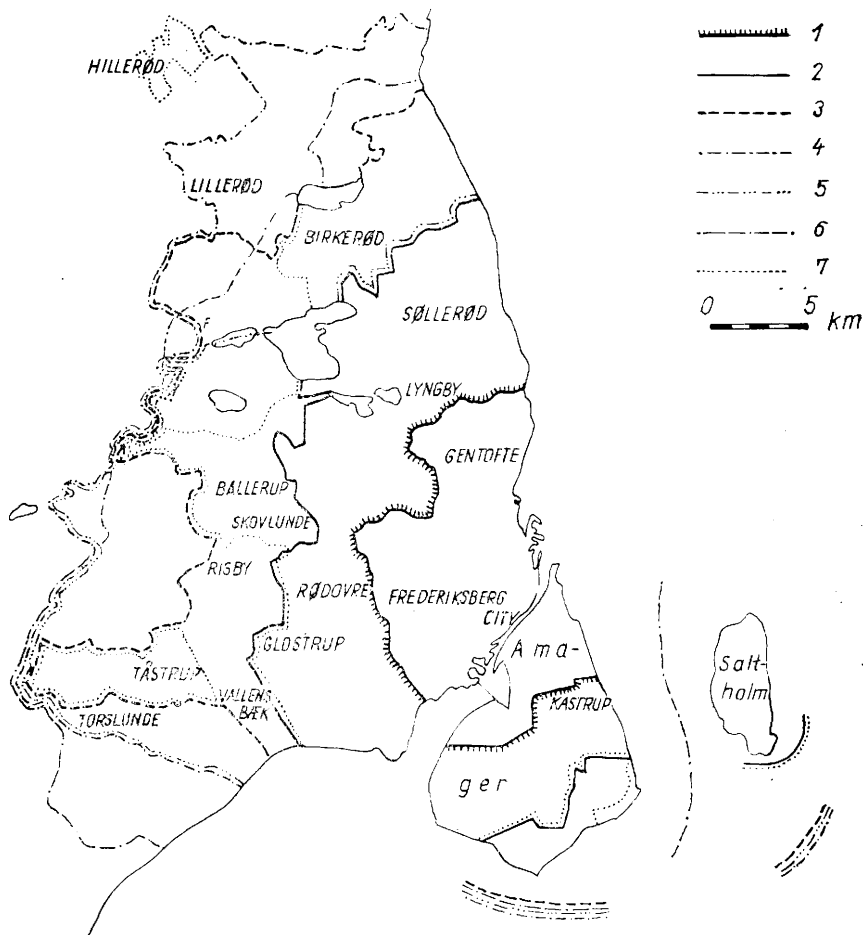 HILLERØD
LILLERØD
BIRKERØD
SØLLERØD
LYNGBY
GENTOFTE
BALLERUP
SKOVLUNDE
RIGBY
RØDOVRE
FREDERIKSBERG
CITY
GLOSTRUP
Ama-
TÅSTRUP
VALLENS
BÆK
KASTRUP
TORSLUNDE
ger
Salt-
holm
1
2
3
4
5
6
7
0 5
km